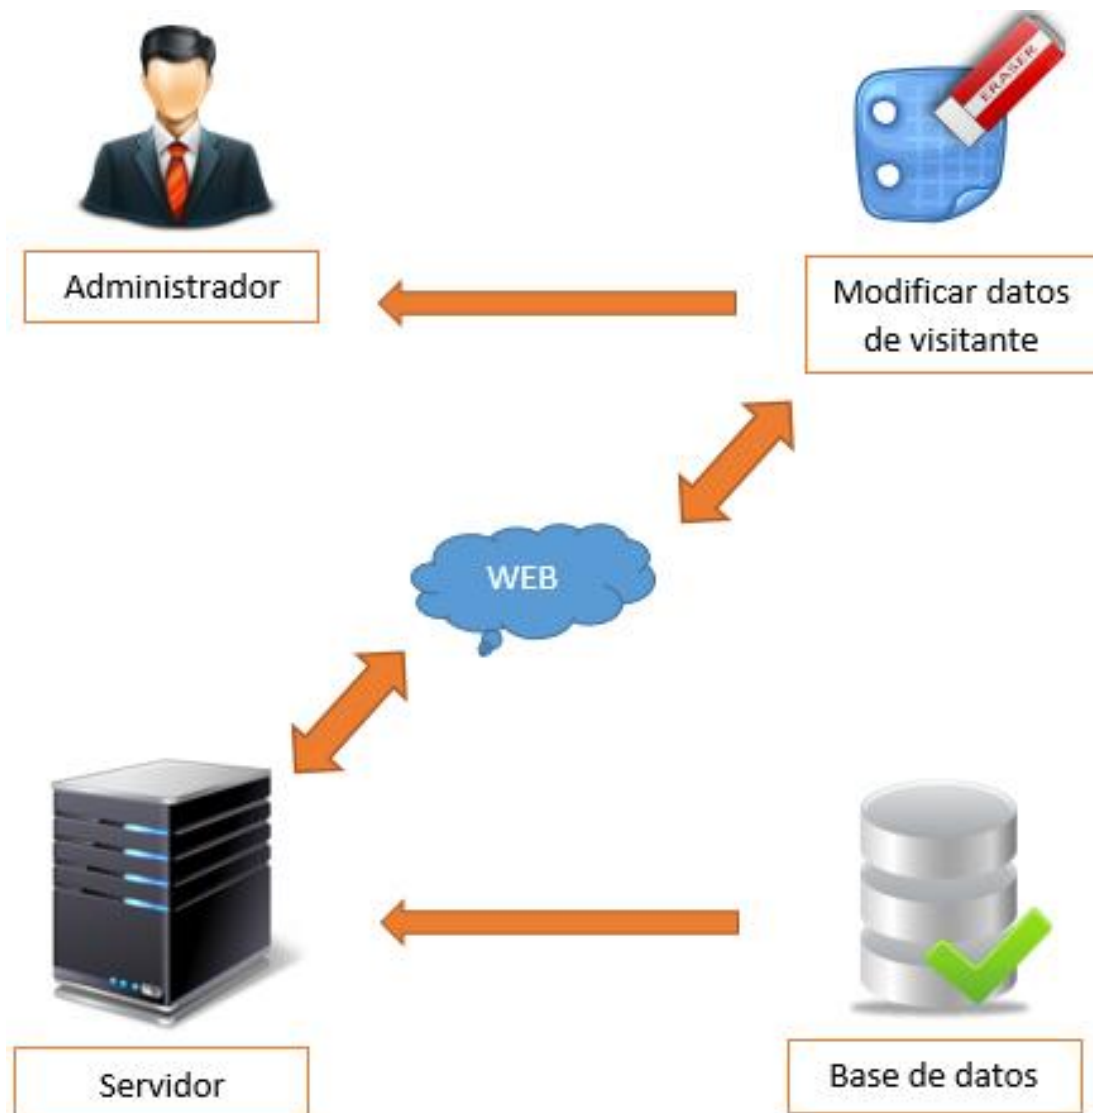 ERASER
Administrador
Modificar datos
de visitante
WEB
Servidor
Base de datos